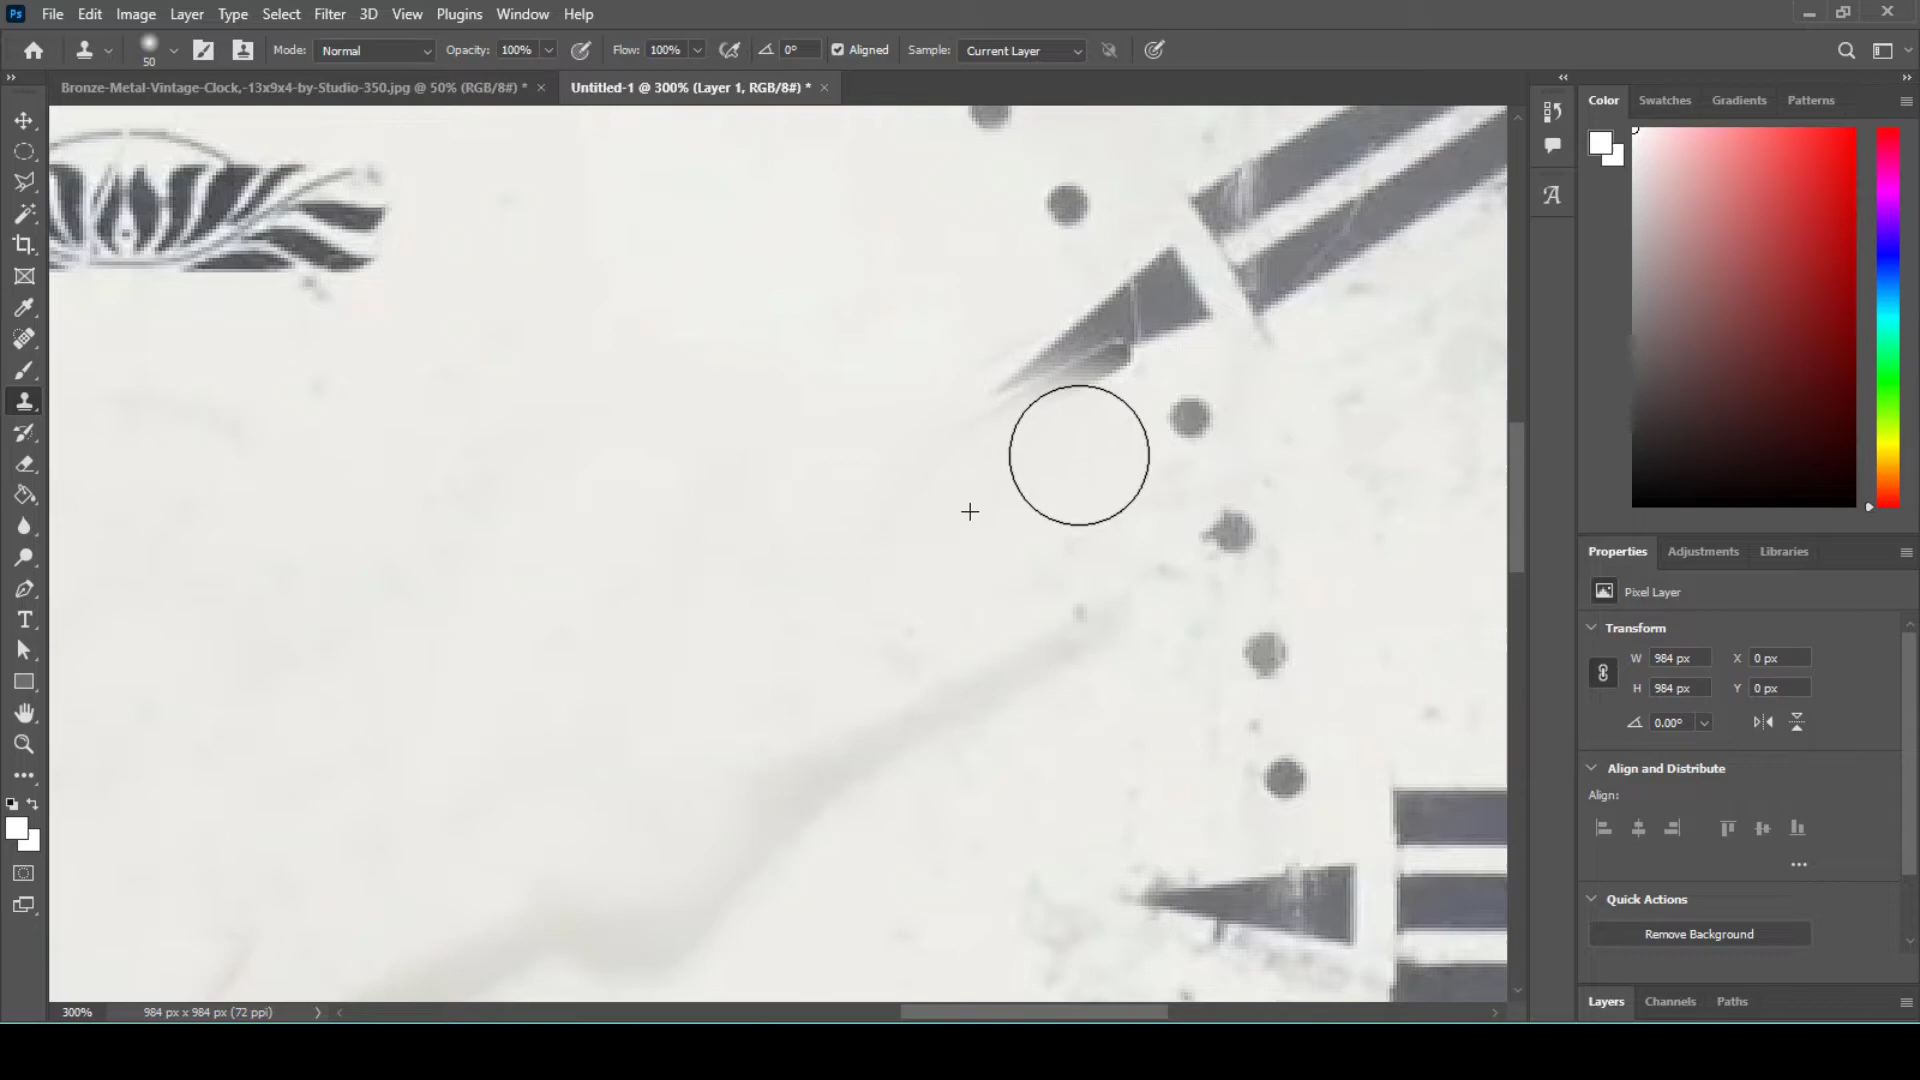 Ps File Edit Image Layer Type Select Filter 3D View Plugins Window Help
50 Mode: Normal Opacity: 100% Flow: 100% 0° Aligned Sample: Current Layer
Bronze-Metal-Vintage-Clock,-13x9x4-by-Studio-350.jpg @ 50% (RGB/8#) * Untitled-1 @ 300% (Layer 1, RGB/8#) *
Color Swatches Gradients Patterns
Properties Adjustments Libraries
Pixel Layer
Transform
W 984 px X 0 px
H 984 px Y 0 px
0.00°
Align and Distribute
Align:
Quick Actions
Remove Background
Layers Channels Paths
300% 984 px x 984 px (72 ppi)